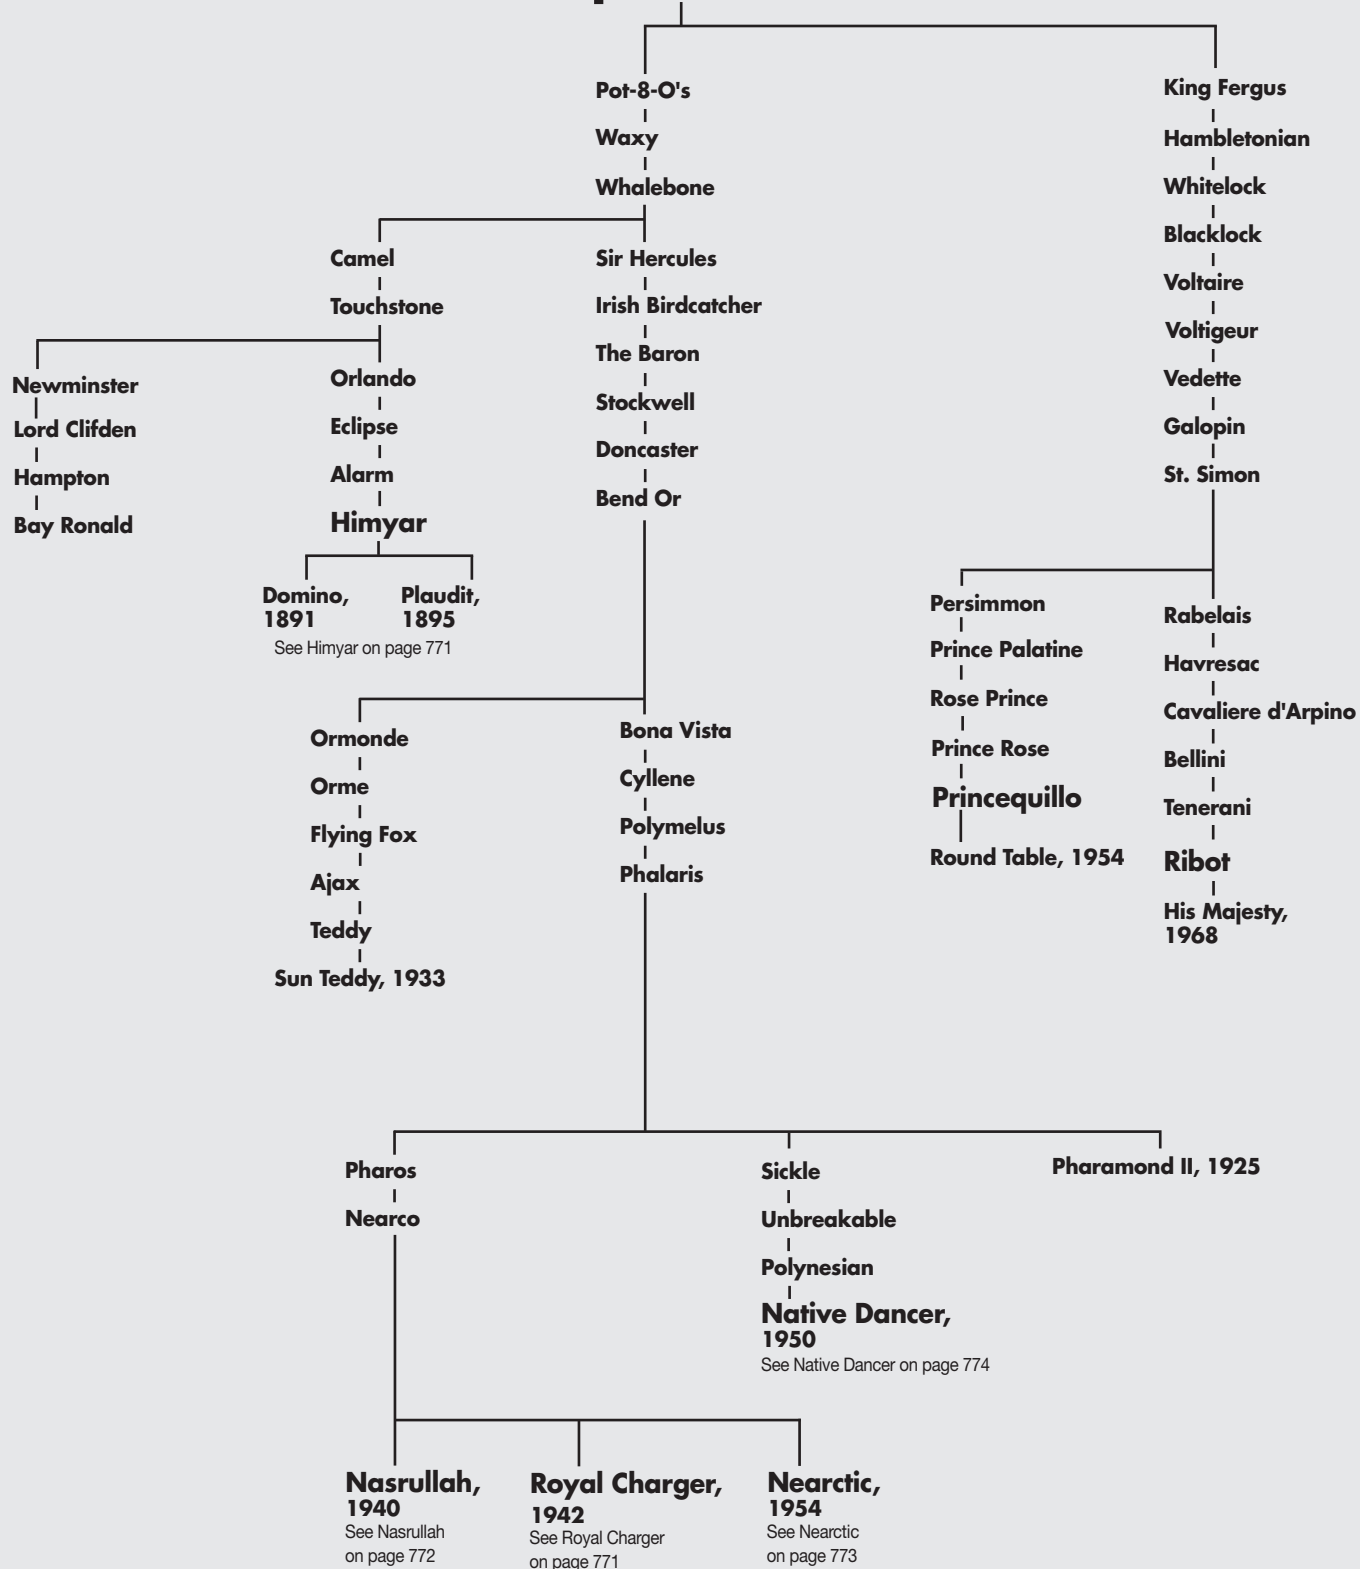 Pot-8-O's
Waxy
Whalebone
King Fergus
Hambletonian
Whitelock
Blacklock
Voltaire
Voltigeur
Vedette
Galopin
St. Simon
Camel
Touchstone
Sir Hercules
Irish Birdcatcher
The Baron
Stockwell
Doncaster
Bend Or
Newminster
Lord Clifden
Hampton
Bay Ronald
Orlando
Eclipse
Alarm
Himyar
Domino,
1891
Plaudit,
1895
See Himyar on page 771
Persimmon
Prince Palatine
Rose Prince
Prince Rose
Princequillo
Round Table, 1954
Rabelais
Havresac
Cavaliere d'Arpino
Bellini
Tenerani
Ribot
His Majesty,
1968
Ormonde
Orme
Flying Fox
Ajax
Teddy
Sun Teddy, 1933
Bona Vista
Cyllene
Polymelus
Phalaris
Pharos
Nearco
Sickle
Unbreakable
Polynesian
Native Dancer,
1950
See Native Dancer on page 774
Pharamond II, 1925
Nasrullah,
1940
See Nasrullah
on page 772
Royal Charger,
1942
See Royal Charger
on page 771
Nearctic,
1954
See Nearctic
on page 773